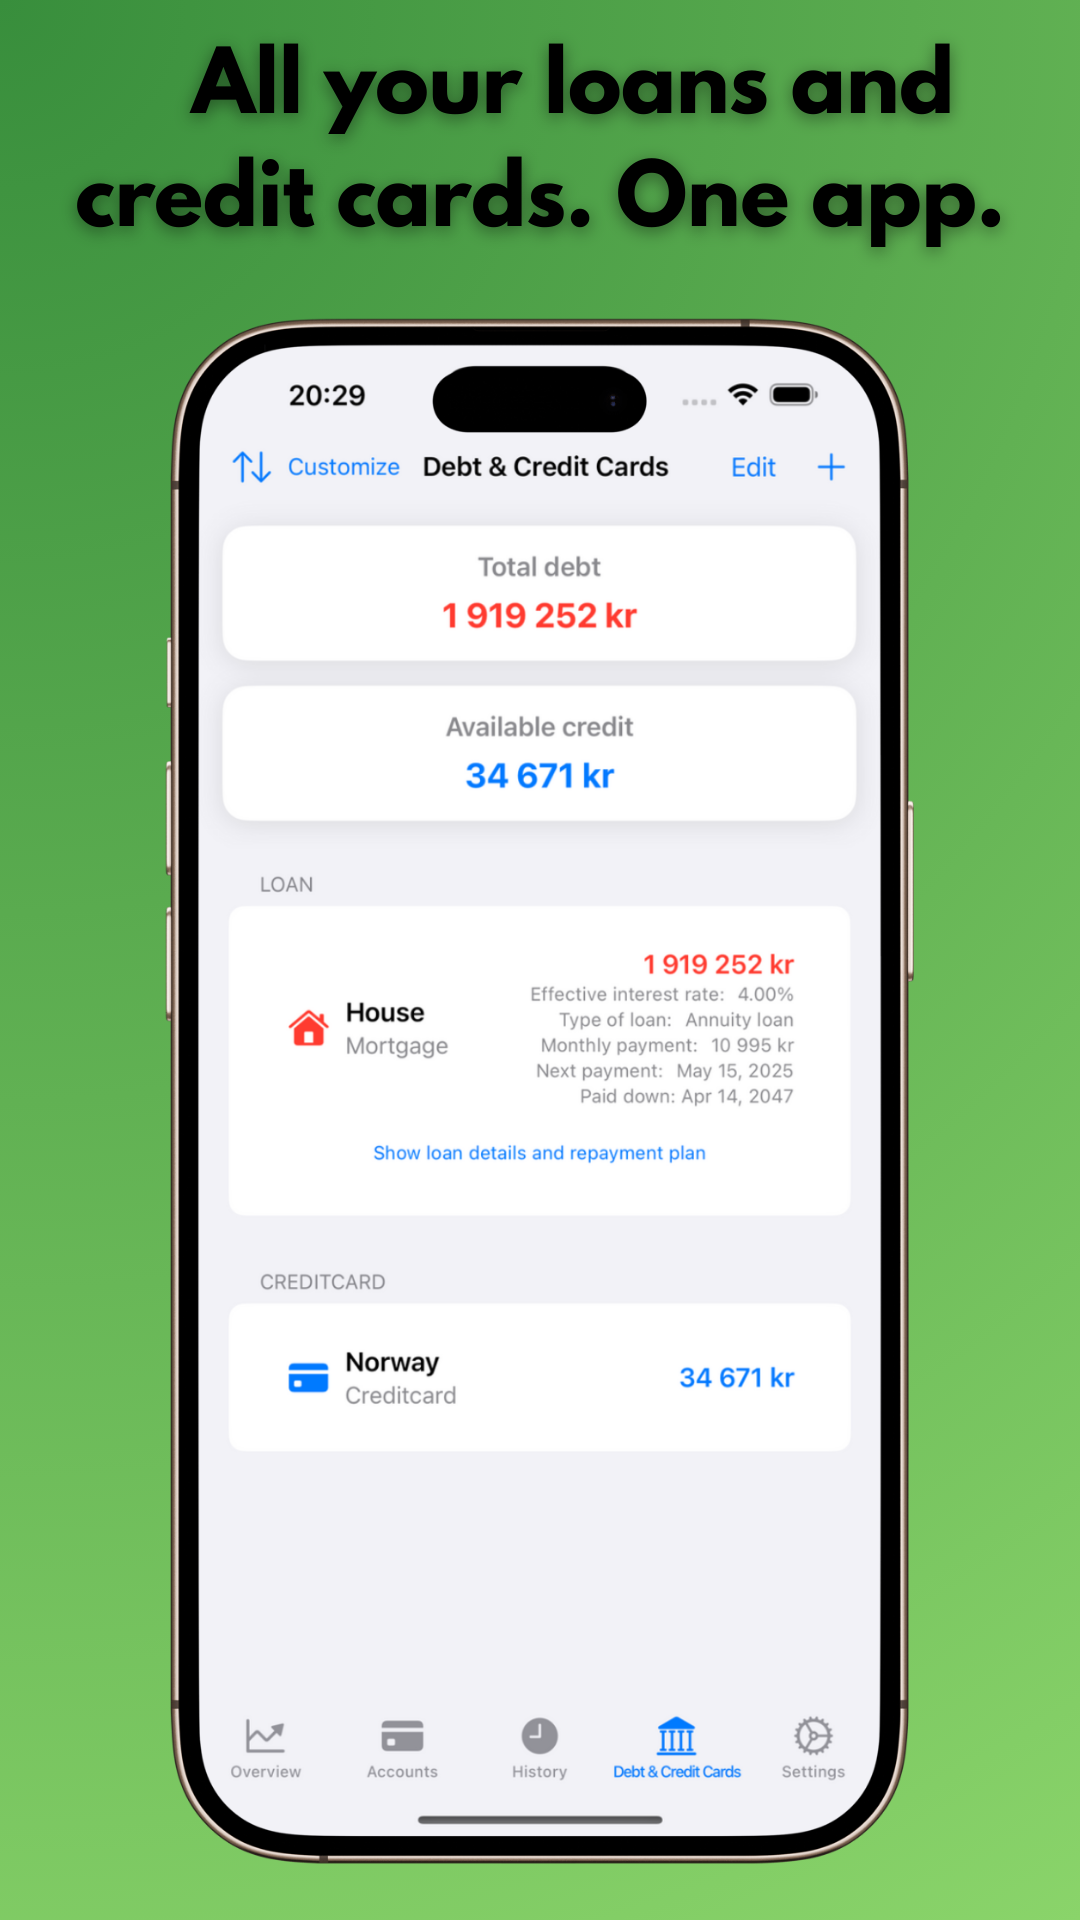 All your loans and
credit cards. One app.
20:29
Customize Debt & Credit Cards Edit +
Total debt
1 919 252 kr
Available credit
34 671 kr
LOAN
1 919 252 kr
Effective interest rate: 4.00%
House
Type of loan: Annuity loan
Mortgage
Monthly payment: 10 995 kr
Next payment: May 15, 2025
Paid down: Apr 14, 2047
Show loan details and repayment plan
CREDITCARD
Norway
34 671 kr
Creditcard
Overview Accounts History Debt & Credit Cards Settings